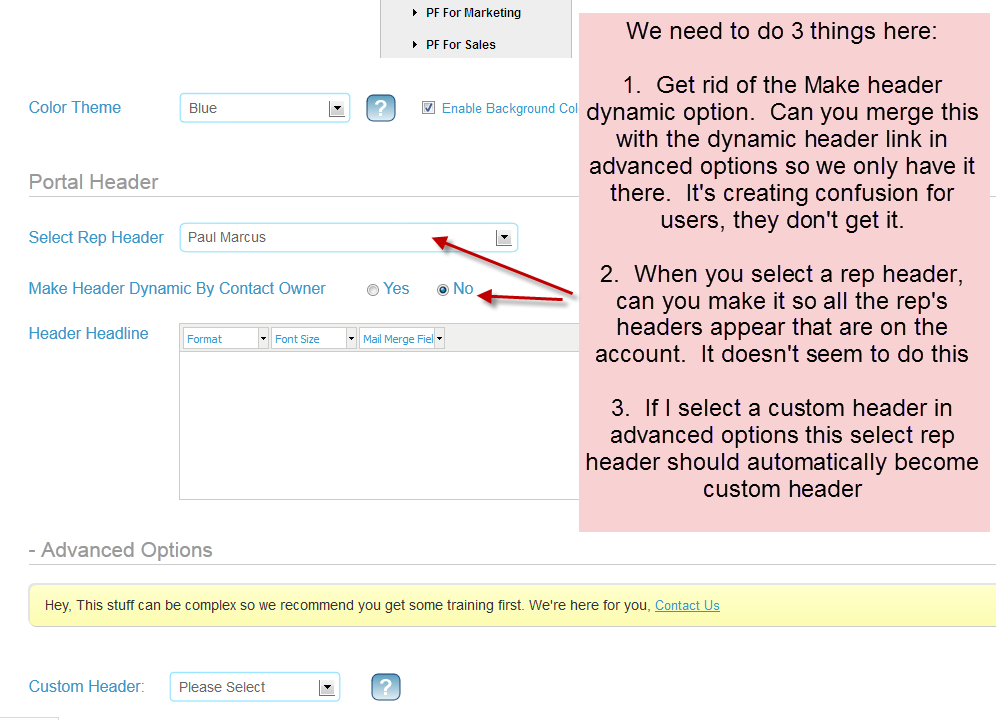 PF For Marketing
PF For Sales
Color Theme
Blue
?
Enable Background Col
Portal Header
Select Rep Header
Paul Marcus
Make Header Dynamic By Contact Owner
Yes
No
Header Headline
Format
Font Size
Mail Merge Fiel
We need to do 3 things here:
1. Get rid of the Make header
dynamic option. Can you merge this
with the dynamic header link in
advanced options so we only have it
there. It's creating confusion for
users, they don't get it.
2. When you select a rep header,
can you make it so all the rep's
headers appear that are on the
account. It doesn't seem to do this
3. If I select a custom header in
advanced options this select rep
header should automatically become
custom header
- Advanced Options
Hey, This stuff can be complex so we recommend you get some training first. We're here for you, Contact Us
Custom Header:
Please Select
?